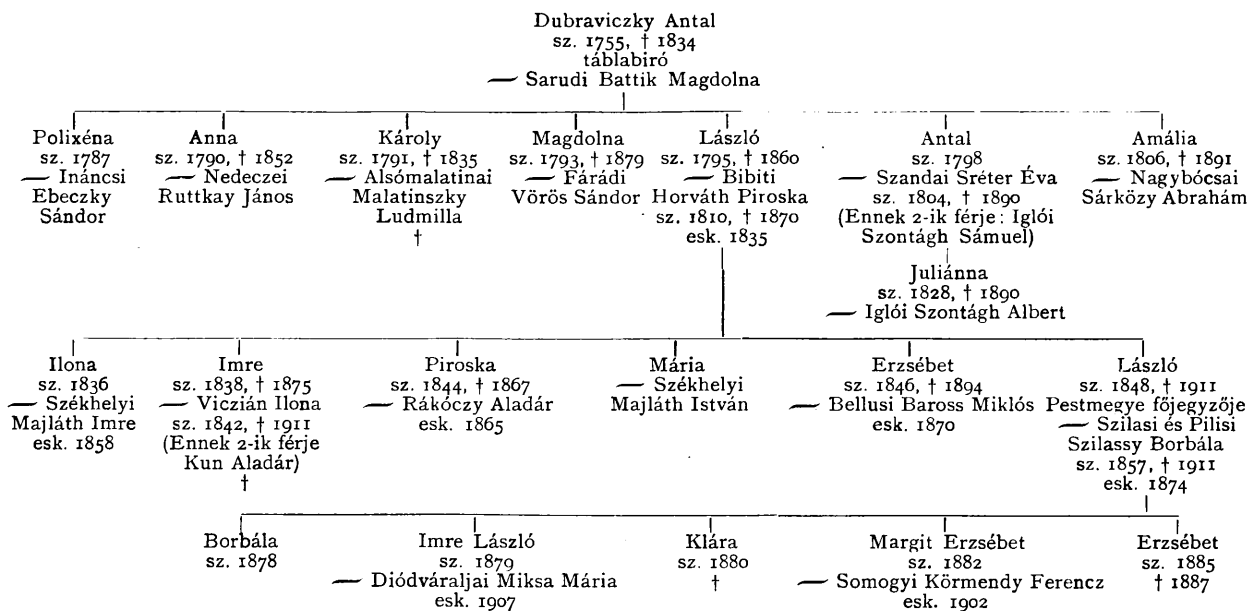 Dubraviczky Antal
sz. 1755, † 1834
táblabiró
— Sarudi Battik Magdolna
Polixéna
sz. 1787
— Ináncsi
Ebeczky
Sándor
Anna
sz. 1790, † 1852
— Nedeczei
Ruttkay János
Károly
sz. 1791, † 1835
— Alsómalatinai
Malatinszky
Ludmilla
†
Magdolna
sz. 1793, † 1879
— Fárádi
Vörös Sándor
László
sz. 1795, † 1860
— Bibiti
Horváth Piroska
sz. 1810, † 1870
esk. 1835
Antal
sz. 1798
— Szandai Sréter Éva
sz. 1804, † 1890
(Ennek 2-ik férje: Iglói
Szontágh Sámuel)
Amália
sz. 1806, † 1891
— Nagybócsai
Sárközy Abrahám
Juliánna
sz. 1828, † 1890
— Iglói Szontágh Albert
Ilona
sz. 1836
— Székhelyi
Majláth Imre
esk. 1858
Imre
sz. 1838, † 1875
— Viczián Ilona
sz. 1842, † 1911
(Ennek 2-ik férje
Kun Aladár)
†
Piroska
sz. 1844, † 1867
— Rákóczy Aladár
esk. 1865
Mária
— Székhelyi
Majláth István
Erzsébet
sz. 1846, † 1894
— Bellusi Baross Miklós
esk. 1870
László
sz. 1848, † 1911
Pestmegye főjegyzője
— Szilasi és Pilisi
Szilassy Borbála
sz. 1857, † 1911
esk. 1874
Borbála
sz. 1878
Imre László
sz. 1879
— Diódváraljai Miksa Mária
esk. 1907
Klára
sz. 1880
†
Margit Erzsébet
sz. 1882
— Somogyi Körmendy Ferencz
esk. 1902
Erzsébet
sz. 1885
† 1887